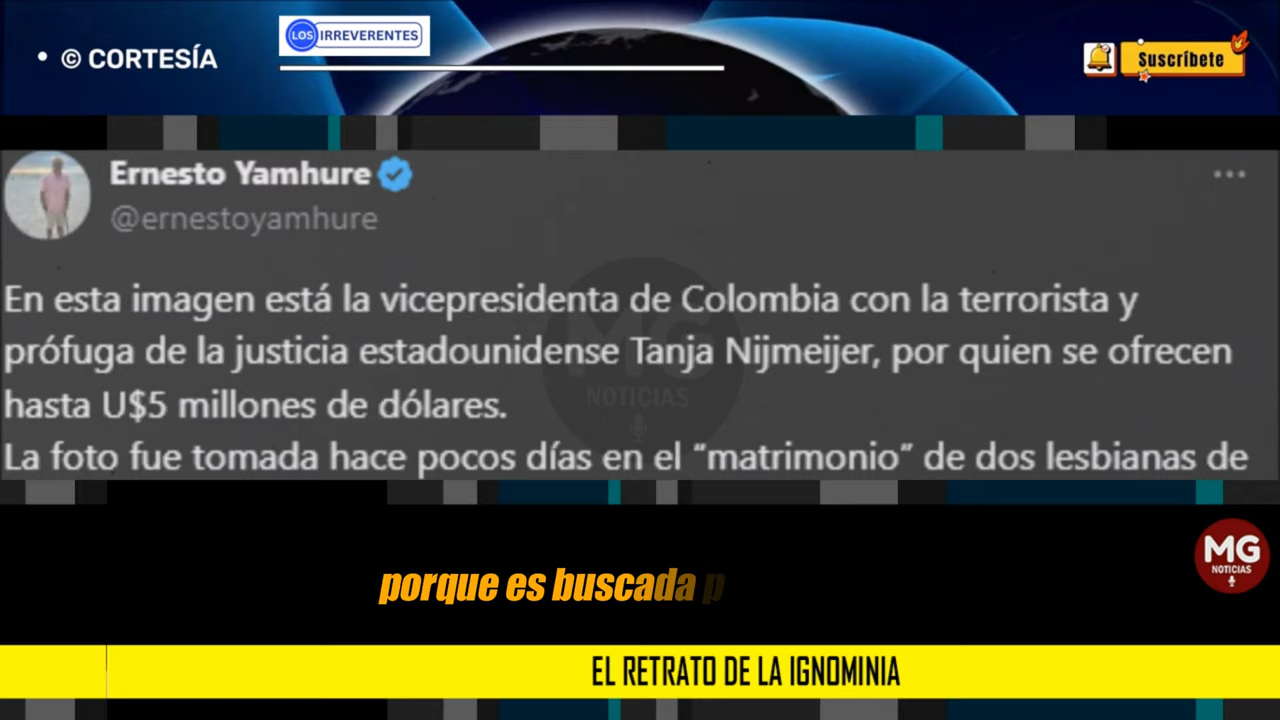 • © CORTESÍA
LOS IRREVERENTES
Suscríbete
Ernesto Yamhure
@ernestoyamhure
En esta imagen está la vicepresidenta de Colombia con la terrorista y
prófuga de la justicia estadounidense Tanja Nijmeijer, por quien se ofrecen
hasta U$5 millones de dólares.
La foto fue tomada hace pocos días en el “matrimonio” de dos lesbianas de
MG
NOTICIAS
porque es buscada p
MG
NOTICIAS
EL RETRATO DE LA IGNOMINIA